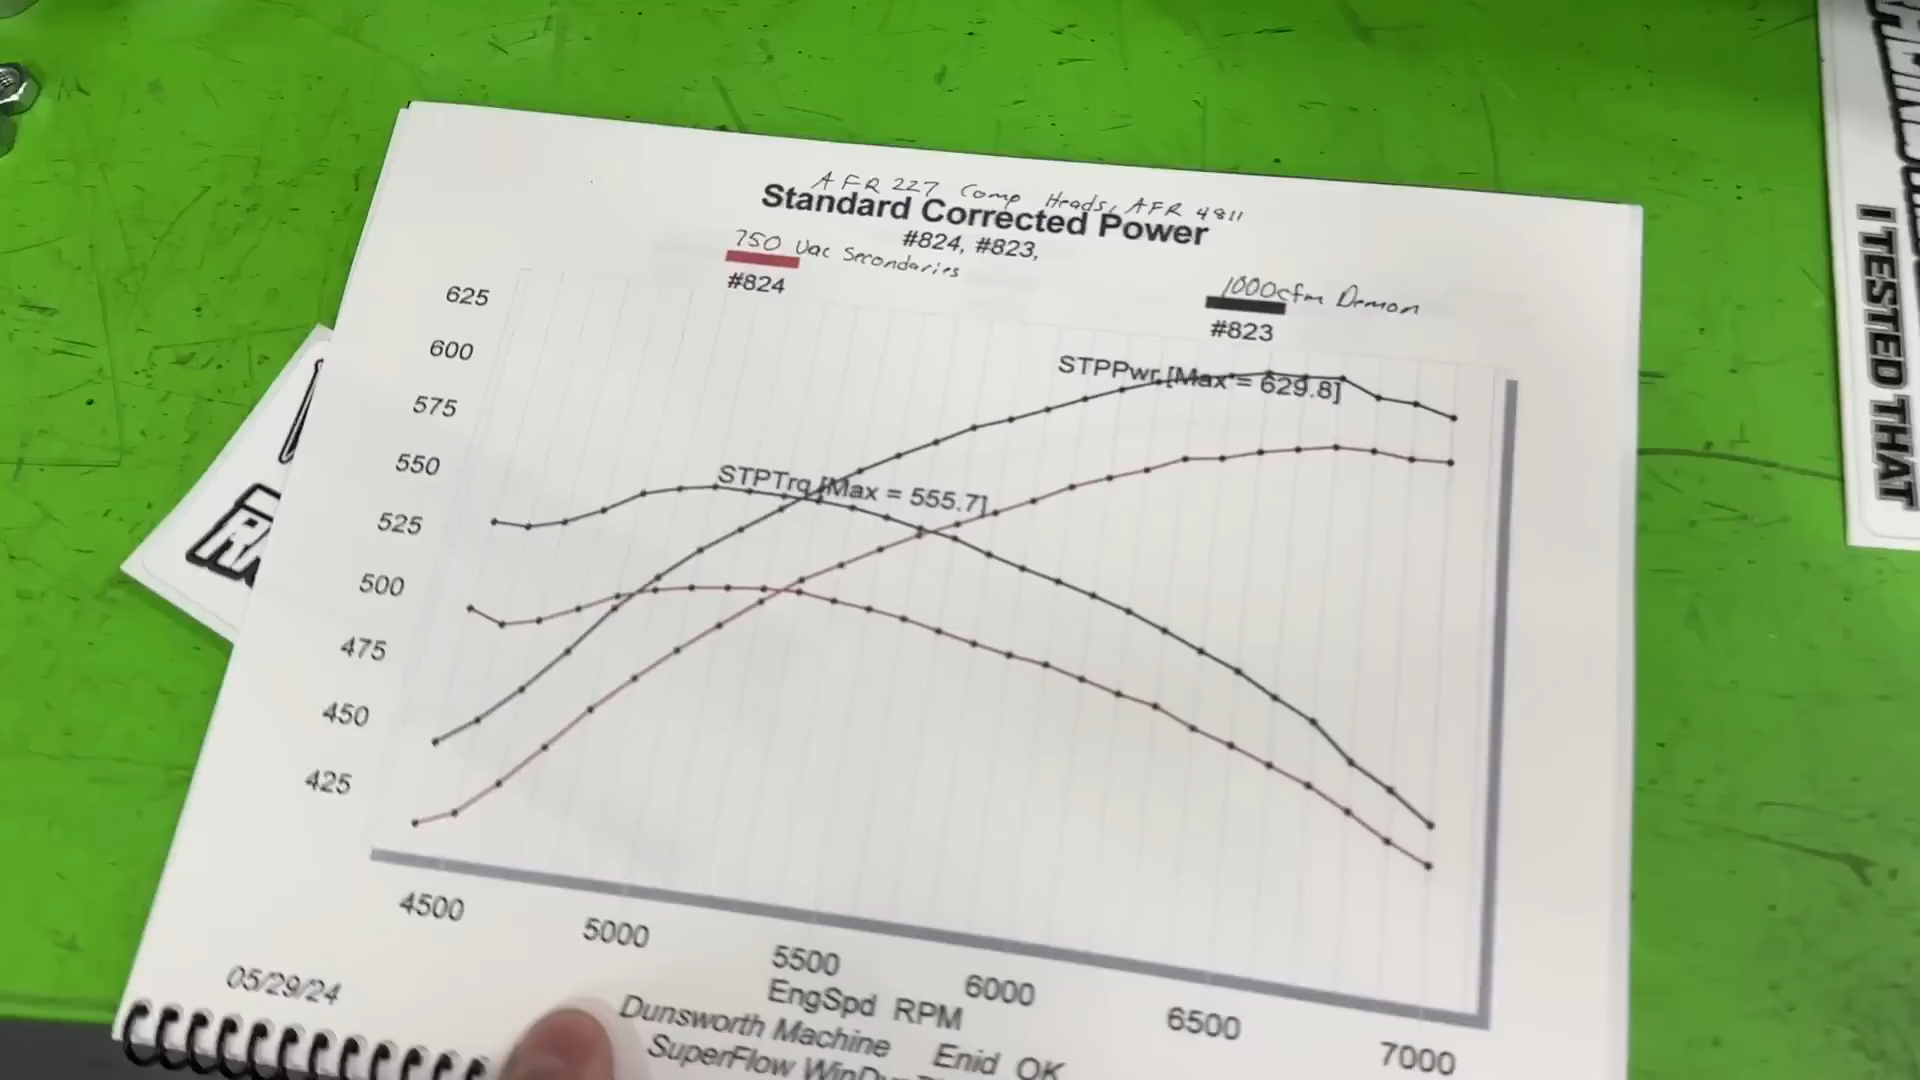 AFR 227 Comp Heads, AFR 4811
Standard Corrected Power
#824, #823,
750 Vac Secondaries
#824
1000cfm Demon
#823
625
600
575
550
525
500
475
450
425
STPPwr [Max = 629.8]
STPTrq [Max = 555.7]
4500
5000
5500
6000
6500
7000
EngSpd RPM
05/29/24
Dunsworth Machine Enid OK
SuperFlow
I TESTED THAT